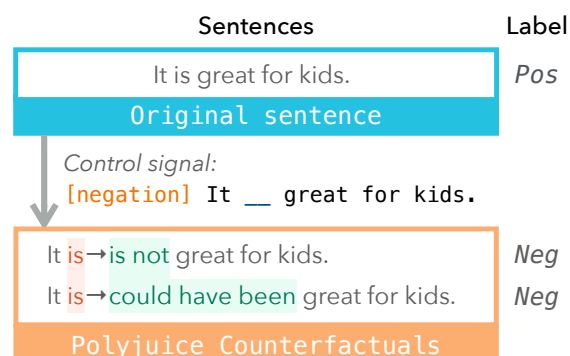 Sentences Label
It is great for kids. Pos
Original sentence
Control signal:
[negation] It __ great for kids.
It is→is not great for kids. Neg
It is→could have been great for kids. Neg
Polyjuice Counterfactuals